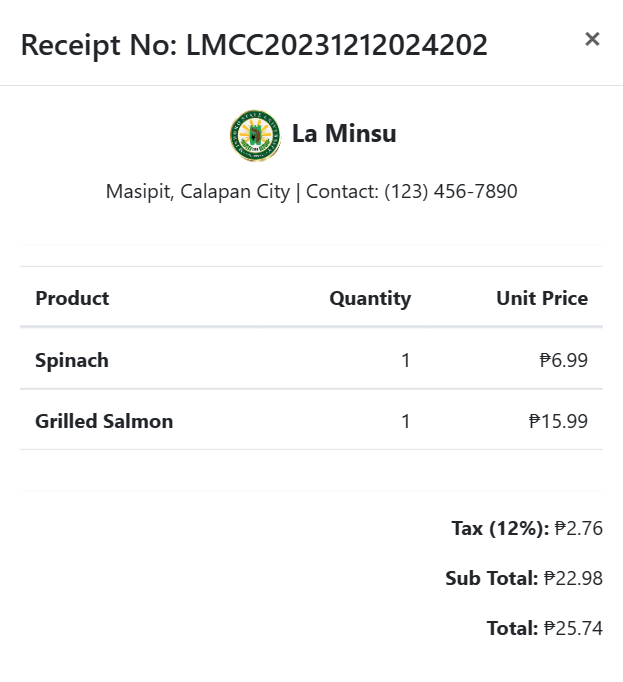 Receipt No: LMCC20231212024202 ×
La Minsu
Masipit, Calapan City | Contact: (123) 456-7890
Product Quantity Unit Price
Spinach 1 ₱6.99
Grilled Salmon 1 ₱15.99
Tax (12%): ₱2.76
Sub Total: ₱22.98
Total: ₱25.74